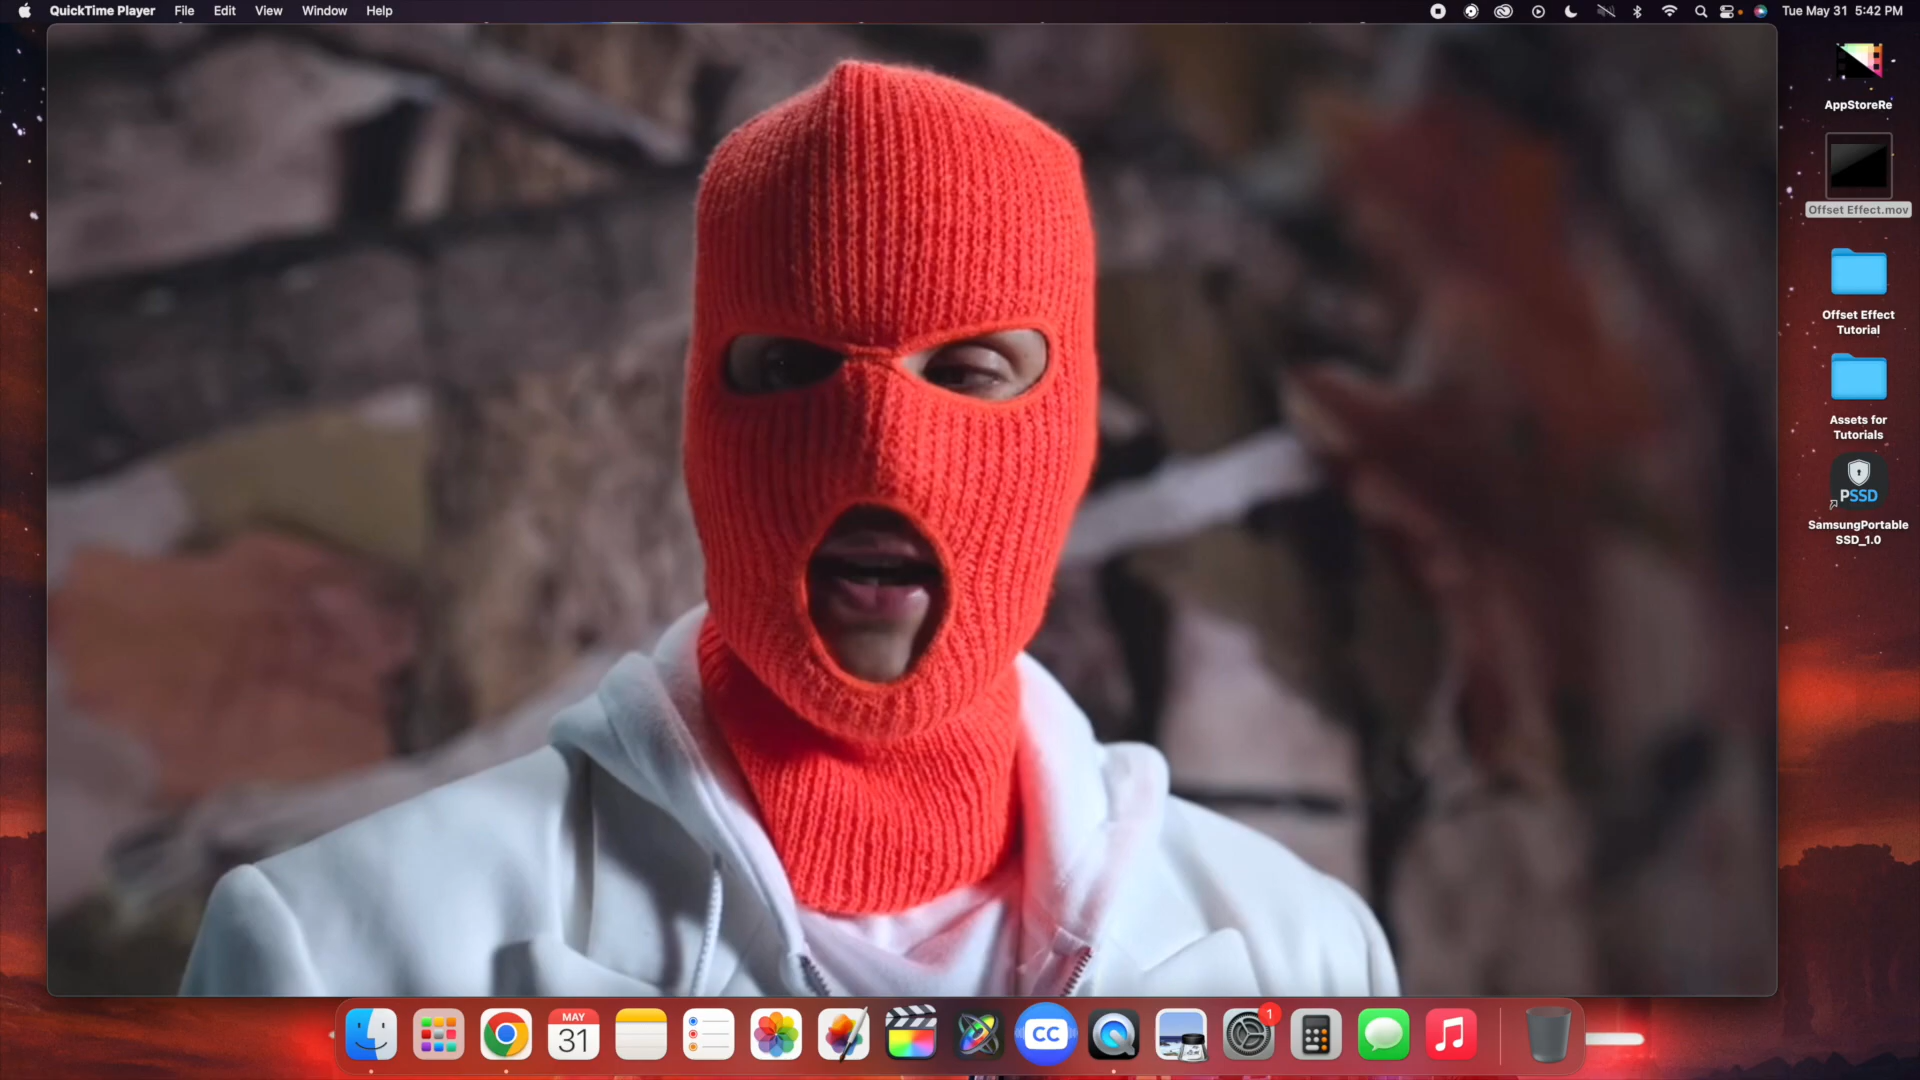 QuickTime Player File Edit View Window Help
Tue May 31 5:42 PM
AppStoreRe
Offset Effect.mov
Offset Effect
Tutorial
Assets for
Tutorials
PSSD
SamsungPortable
SSD_1.0
MAY
31
CC
1